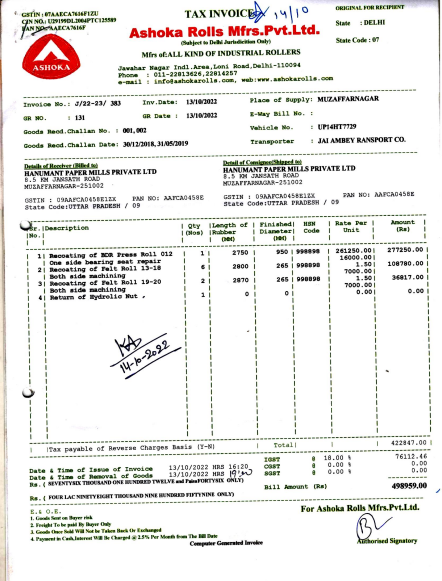 GSTIN : 07AAECA7616F1ZU
CIN NO.: U29199DL2004PTC125589
PAN NO.: AAECA7616F
TAX INVOICE
14/10
ORIGINAL FOR RECIPIENT
State : DELHI
State Code : 07
ASHOKA
Ashoka Rolls Mfrs.Pvt.Ltd.
(Subject to Delhi Jurisdiction Only)
Mfrs of:ALL KIND OF INDUSTRIAL ROLLERS
Jawahar Nagar Indl.Area,Loni Road,Delhi-110094
Phone : 011-22813626,22814257
e-mail : info@ashokarolls.com, web:www.ashokarolls.com
Invoice No.: J/22-23/ 383 Inv.Date: 13/10/2022 Place of Supply: MUZAFFARNAGAR
GR NO. : 131 GR Date : 13/10/2022 E-Way Bill No. :
Goods Recd.Challan No. : 001,002 Vehicle No. : UP14HT7729
Goods Recd.Challan Date: 30/12/2018, 31/05/2019 Transporter : JAI AMBEY RANSPORT CO.
Details of Receiver (Billed to)
HANUMANT PAPER MILLS PRIVATE LTD
8.5 KM JANSATH ROAD
MUZAFFARNAGAR-251002
GSTIN : 09AAFCA0458E1ZX PAN NO: AAFCA0458E
State Code:UTTAR PRADESH / 09
Details of Consignee(Shipped to)
HANUMANT PAPER MILLS PRIVATE LTD
8.5 KM JANSATH ROAD
MUZAFFARNAGAR-251002
GSTIN : 09AAFCA0458E1ZX PAN NO: AAFCA0458E
State Code:UTTAR PRADESH / 09
Sr. Description Qty Length of Finished HSN Rate Per Amount
No. (Nos) Rubber Diameter Code Unit (Rs)
(MM) (MM)
1 Recoating of BDR Press Roll 012 1 2750 950 998898 261250.00 277250.00
One side bearing seat repair 16000.00
2 Recoating of Felt Roll 13-18 6 2800 265 998898 1.50 108780.00
Both side machining 7000.00
3 Recoating of Felt Roll 19-20 2 2870 265 998898 1.50 36817.00
Both side machining 7000.00
4 Return of Hydrolic Nut , 1 0 0 0.00 0.00
14-10-2022
Tax payable of Reverse Charges Basis (Y-N) Total 422847.00
IGST @ 18.00 % 76112.46
CGST @ 0.00 % 0.00
SGST @ 0.00 % 0.00
Date & Time of Issue of Invoice 13/10/2022 HRS 16:20
Date & Time of Removal of Goods 13/10/2022 HRS
Rs. ( SEVENTYSIX THOUSAND ONE HUNDRED TWELVE and PaisaFORTYSIX ONLY)
Bill Amount (Rs) 498959.00
Rs. ( FOUR LAC NINETYEIGHT THOUSAND NINE HUNDRED FIFTYNINE ONLY)
E.& O.E.
1. Goods Sent on Buyer risk
2. Freight To be paid By Buyer Only
3. Goods Once Sold Will no be Taken Back Or Exchanged
4. Payment in Cash,Interest Will Be Charged @ 2.5% Per Month From The Bill Date
Computer Generated Invoice
For Ashoka Rolls Mfrs.Pvt.Ltd.
Authorised Signatory